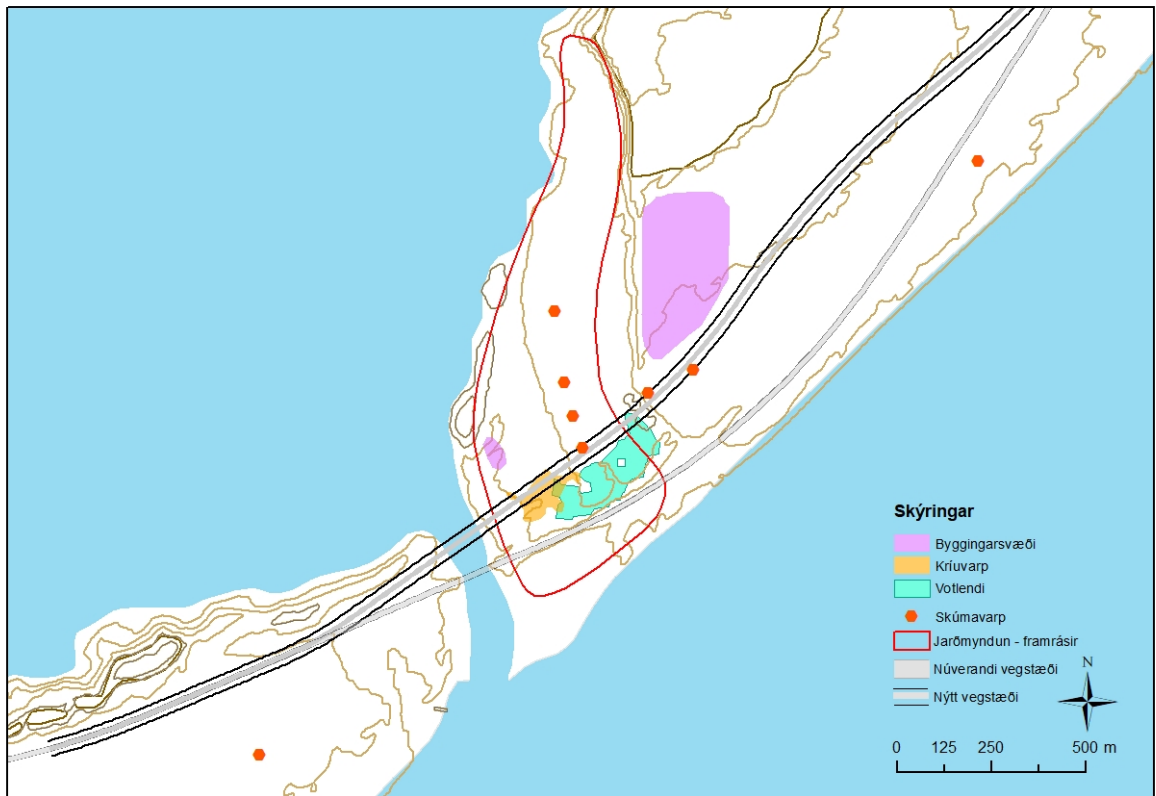 Skýringar
Byggingarsvæði
Kríuvarp
Votlendi
Skúmavarp
Jarðmyndun - framrásir
Núverandi vegstæði
Nýtt vegstæði
N
0 125 250 500 m